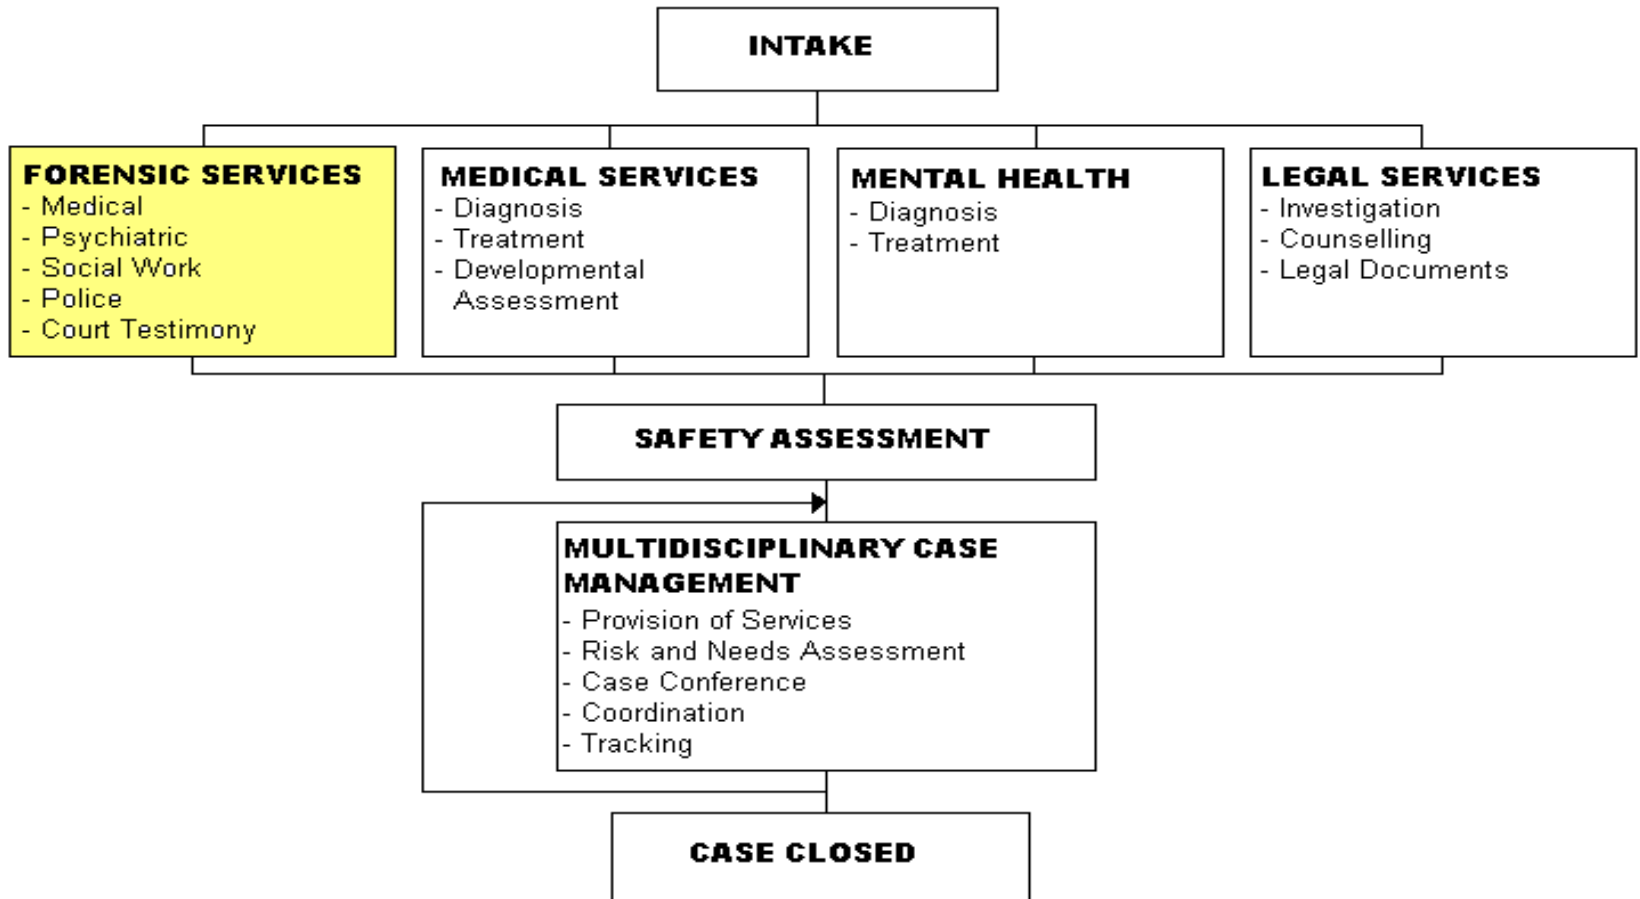 INTAKE
FORENSIC SERVICES
- Medical
- Psychiatric
- Social Work
- Police
- Court Testimony
MEDICAL SERVICES
- Diagnosis
- Treatment
- Developmental
Assessment
MENTAL HEALTH
- Diagnosis
- Treatment
LEGAL SERVICES
- Investigation
- Counselling
- Legal Documents
SAFETY ASSESSMENT
MULTIDISCIPLINARY CASE
MANAGEMENT
- Provision of Services
- Risk and Needs Assessment
- Case Conference
- Coordination
- Tracking
CASE CLOSED